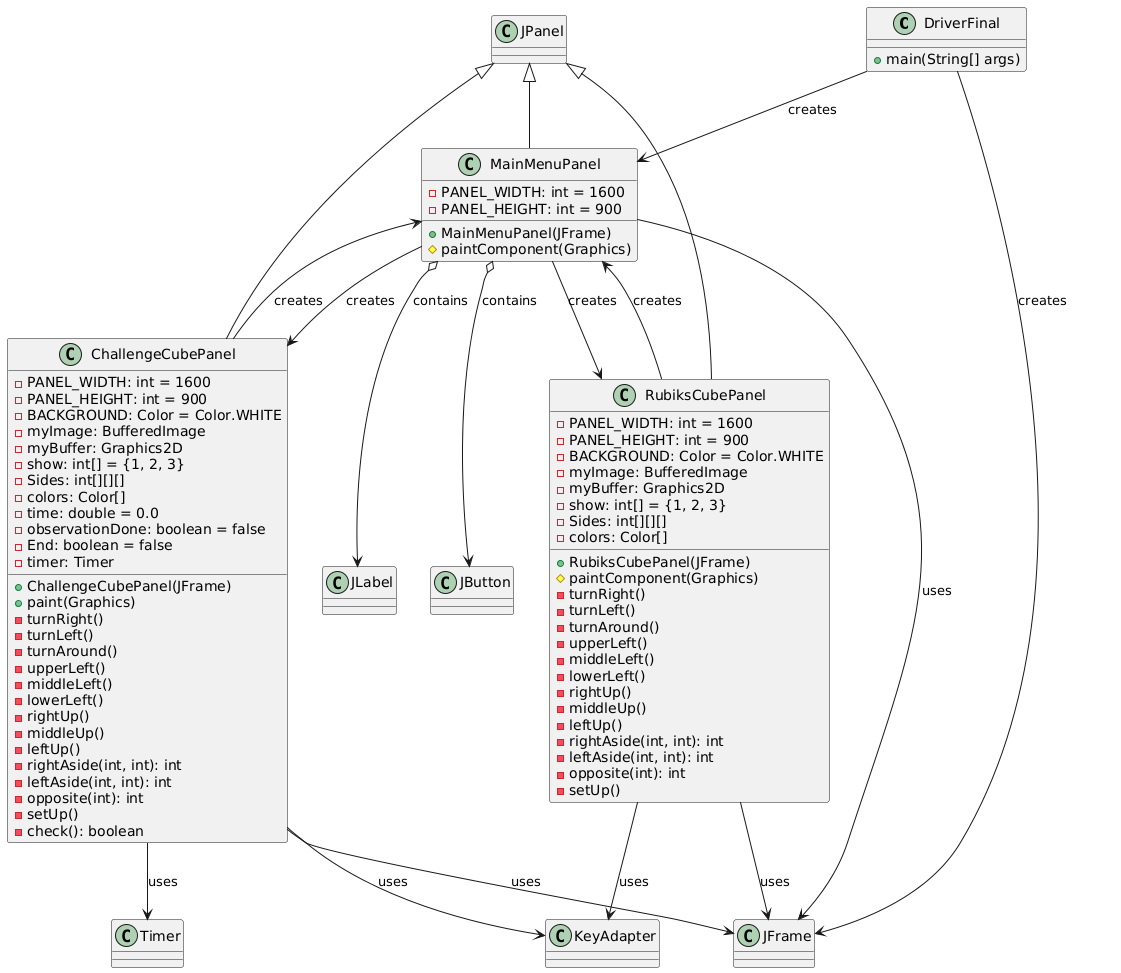 C JPanel
C DriverFinal
main(String[] args)
creates
C MainMenuPanel
PANEL_WIDTH: int = 1600
PANEL_HEIGHT: int = 900
MainMenuPanel(JFrame)
paintComponent(Graphics)
creates
creates
contains
contains
creates
creates
creates
C ChallengeCubePanel
PANEL_WIDTH: int = 1600
PANEL_HEIGHT: int = 900
BACKGROUND: Color = Color.WHITE
myImage: BufferedImage
myBuffer: Graphics2D
show: int[] = {1, 2, 3}
Sides: int[][][]
colors: Color[]
time: double = 0.0
observationDone: boolean = false
End: boolean = false
timer: Timer
ChallengeCubePanel(JFrame)
paint(Graphics)
turnRight()
turnLeft()
turnAround()
upperLeft()
middleLeft()
lowerLeft()
rightUp()
middleUp()
leftUp()
rightAside(int, int): int
leftAside(int, int): int
opposite(int): int
setUp()
check(): boolean
C RubiksCubePanel
PANEL_WIDTH: int = 1600
PANEL_HEIGHT: int = 900
BACKGROUND: Color = Color.WHITE
myImage: BufferedImage
myBuffer: Graphics2D
show: int[] = {1, 2, 3}
Sides: int[][][]
colors: Color[]
RubiksCubePanel(JFrame)
paintComponent(Graphics)
turnRight()
turnLeft()
turnAround()
upperLeft()
middleLeft()
lowerLeft()
rightUp()
middleUp()
leftUp()
rightAside(int, int): int
leftAside(int, int): int
opposite(int): int
setUp()
C JLabel
C JButton
uses
uses
uses
uses
uses
uses
C Timer
C KeyAdapter
C JFrame